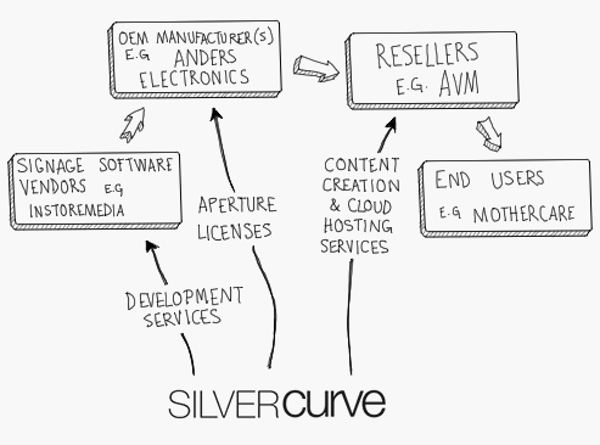 OEM MANUFACTURER(S)
E.G ANDERS
ELECTRONICS
RESELLERS
E.G. AVM
SIGNAGE SOFTWARE
VENDORS E.G
INSTOREMEDIA
END USERS
E.G MOTHERCARE
APERTURE
LICENSES
CONTENT
CREATION
& CLOUD
HOSTING
SERVICES
DEVELOPMENT
SERVICES
SILVERcurve